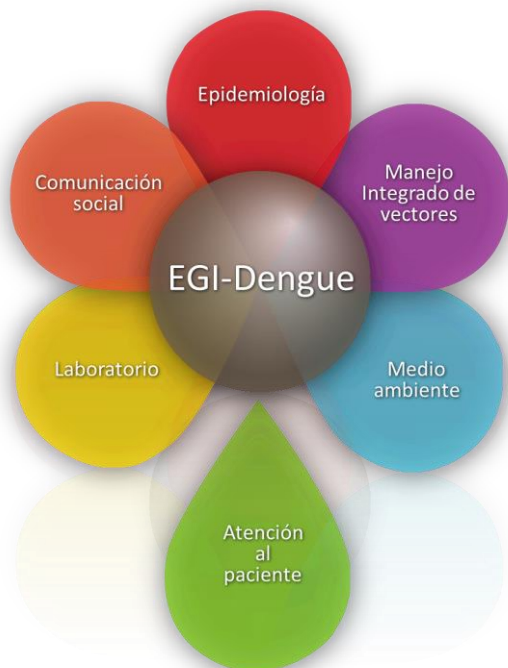 Epidemiología
Comunicación
social
Manejo
Integrado de
vectores
EGI-Dengue
Laboratorio
Medio
ambiente
Atención
al
paciente